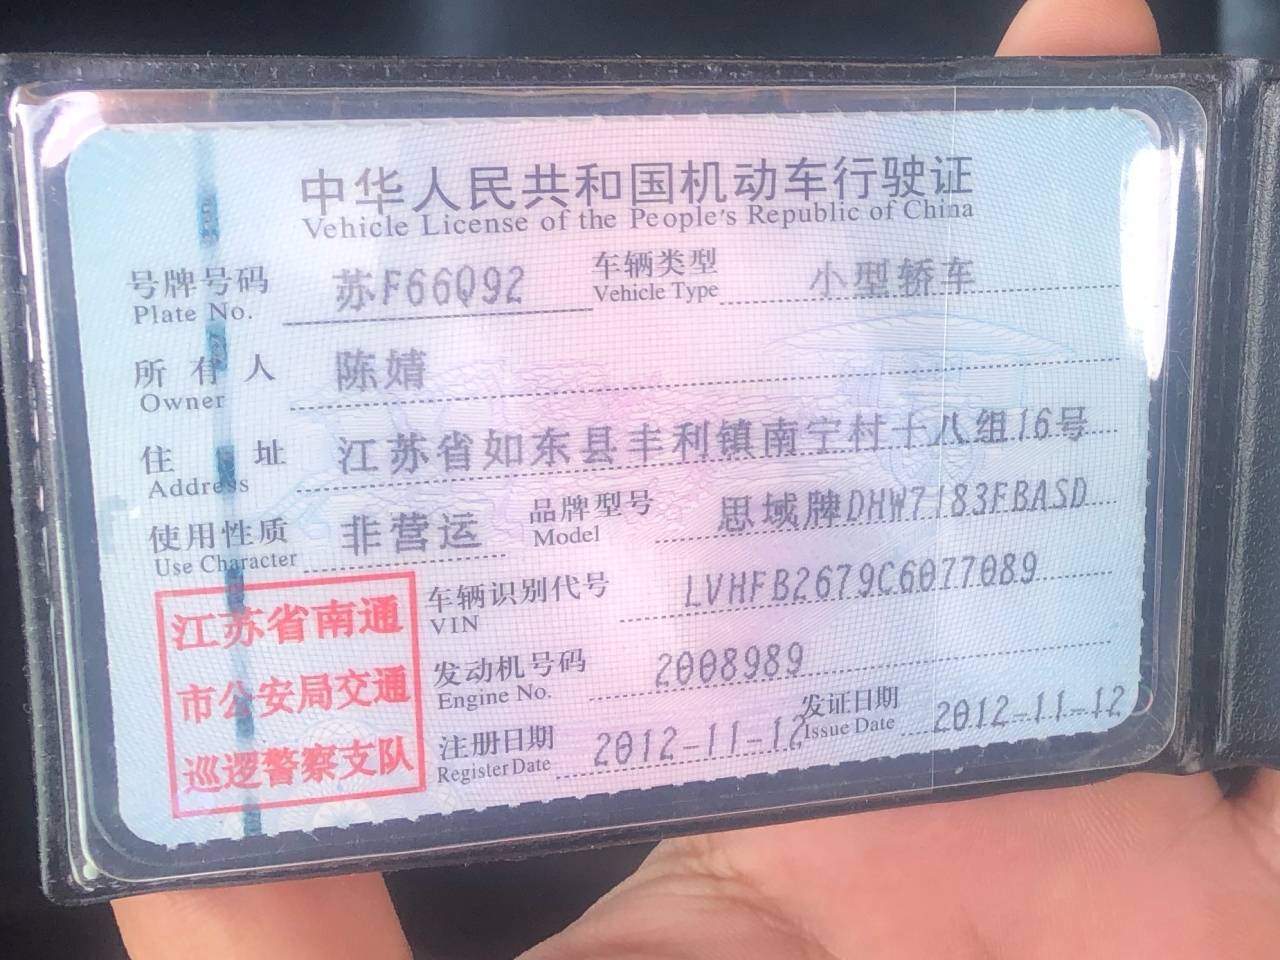 中华人民共和国机动车行驶证
Vehicle License of the People's Republic of China
号牌号码 苏F66Q92 车辆类型 小型轿车
Plate No. Vehicle Type
所有人 陈婧
Owner
住址 江苏省如东县丰利镇南宁村十八组16号
Address
使用性质 非营运 品牌型号 思域牌DHW7183FBASD
Use Character Model
江苏省南通
市公安局交通
巡逻警察支队
车辆识别代号 LVHFB2679C6077089
VIN
发动机号码 2008989
Engine No.
注册日期 2012-11-12 发证日期 2012-11-12
Register Date Issue Date